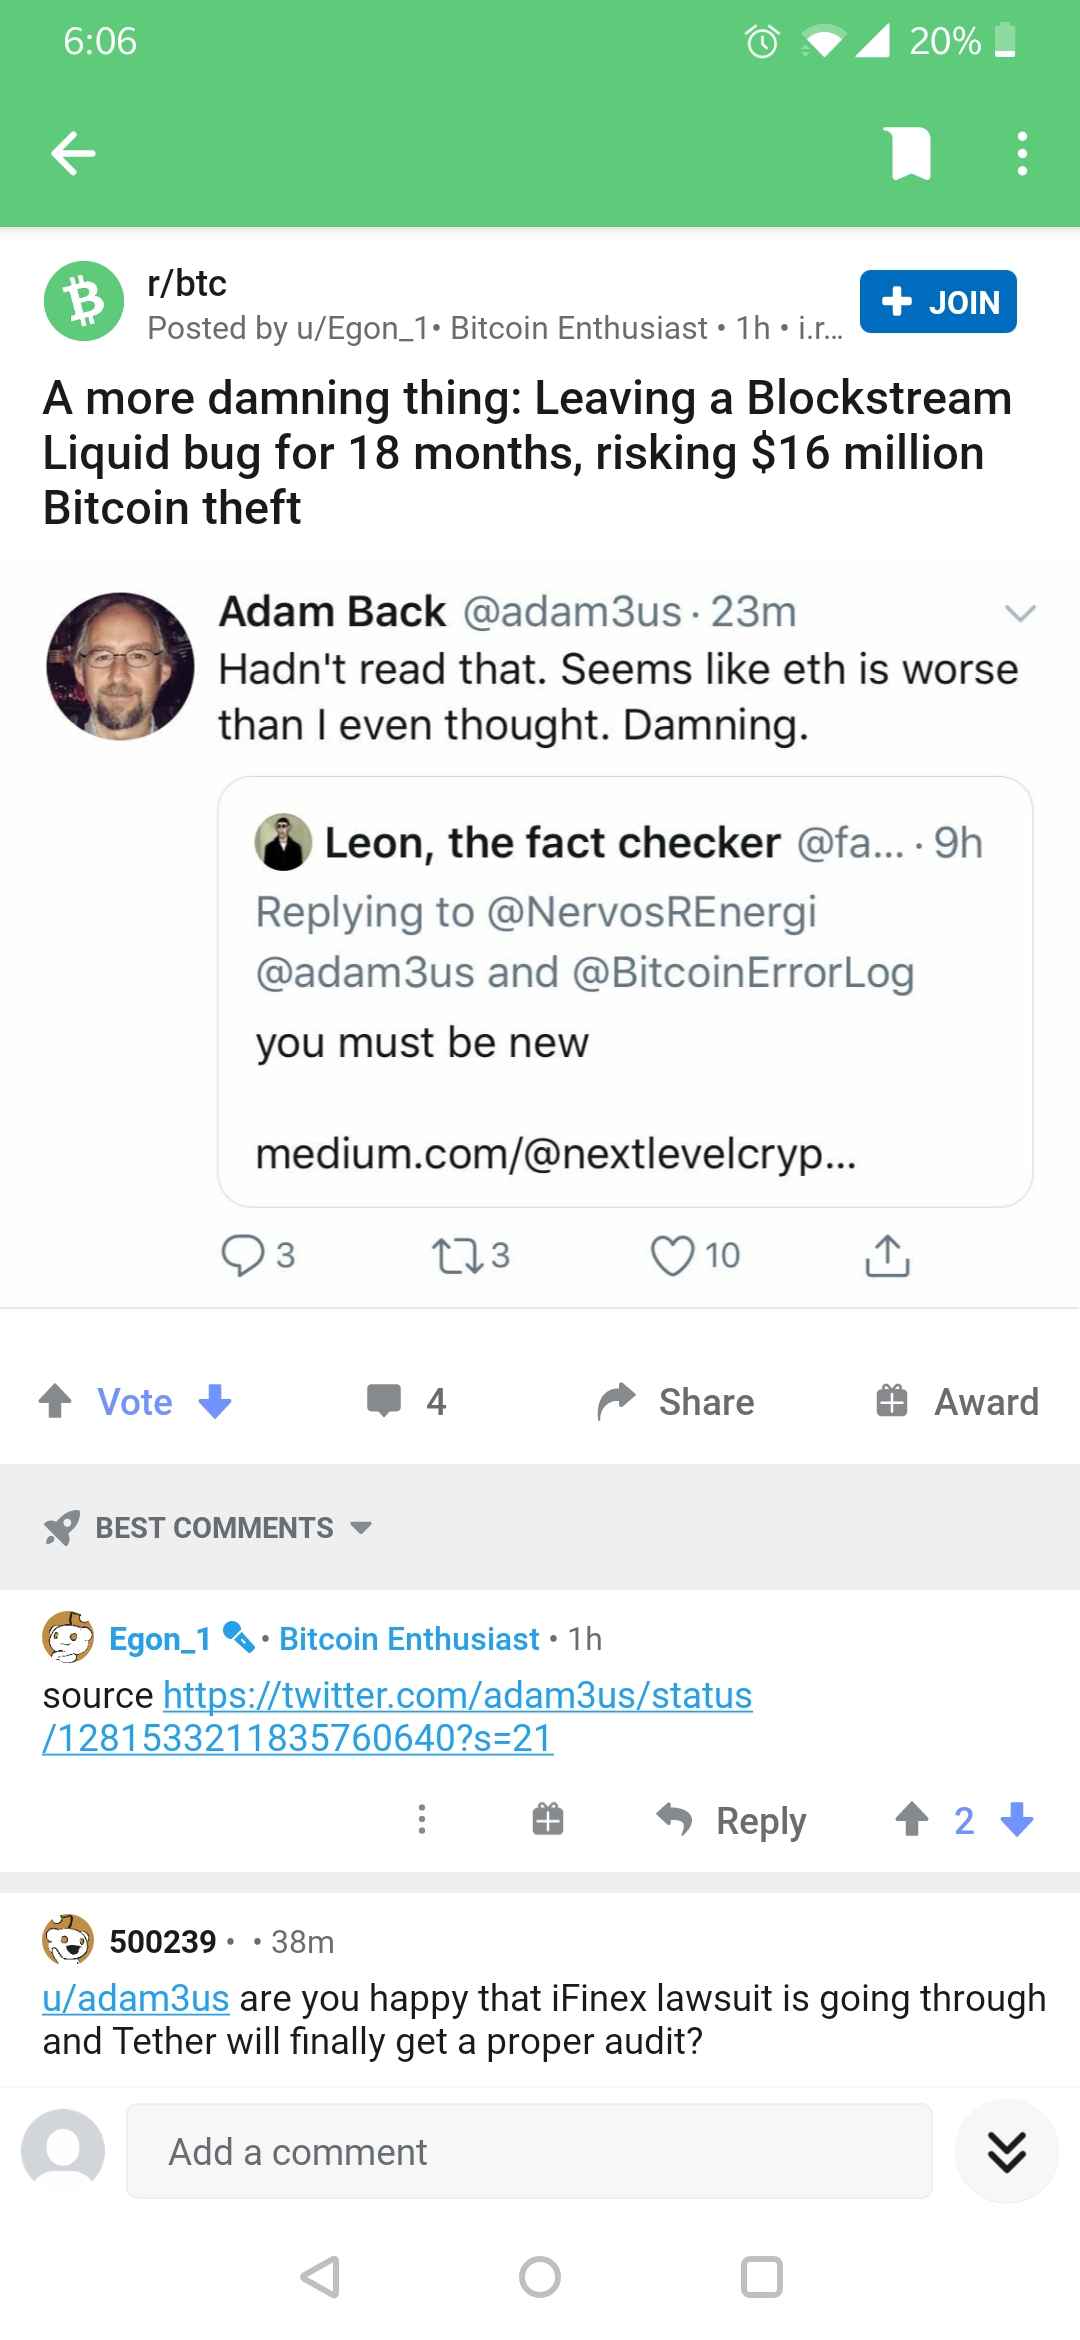 6:06
20%
r/btc
Posted by u/Egon_1• Bitcoin Enthusiast • 1h • i.r...
JOIN
A more damning thing: Leaving a Blockstream
Liquid bug for 18 months, risking $16 million
Bitcoin theft
Adam Back @adam3us · 23m
Hadn't read that. Seems like eth is worse
than I even thought. Damning.
Leon, the fact checker @fa... · 9h
Replying to @NervosREnergi
@adam3us and @BitcoinErrorLog
you must be new
medium.com/@nextlevelcryp...
3 3 10
Vote 4 Share Award
BEST COMMENTS
Egon_1 • Bitcoin Enthusiast • 1h
source https://twitter.com/adam3us/status
/1281533211835760640?s=21
Reply 2
500239 • • 38m
u/adam3us are you happy that iFinex lawsuit is going through
and Tether will finally get a proper audit?
Add a comment